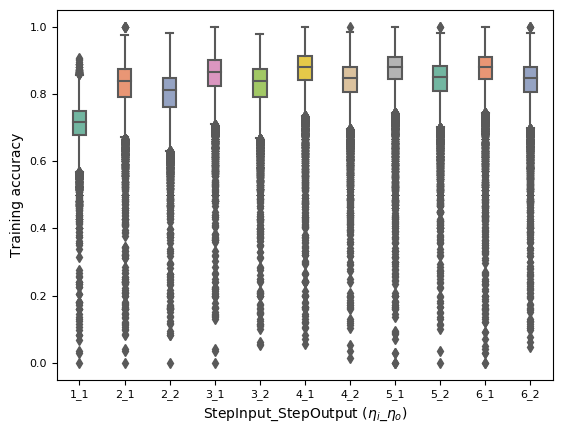 Training accuracy
1.0
0.8
0.6
0.4
0.2
0.0
1_1 2_1 2_2 3_1 3_2 4_1 4_2 5_1 5_2 6_1 6_2
StepInput_StepOutput (η_i_η_o)